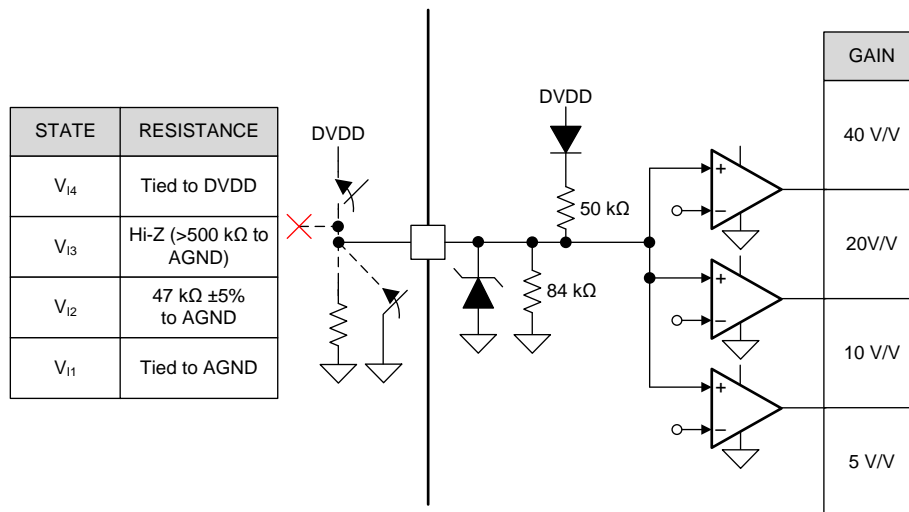 STATE RESISTANCE
V_I4 Tied to DVDD
V_I3 Hi-Z (>500 kΩ to
AGND)
V_I2 47 kΩ ±5%
to AGND
V_I1 Tied to AGND
DVDD
DVDD
50 kΩ
84 kΩ
+
−
+
−
+
−
GAIN
40 V/V
20V/V
10 V/V
5 V/V